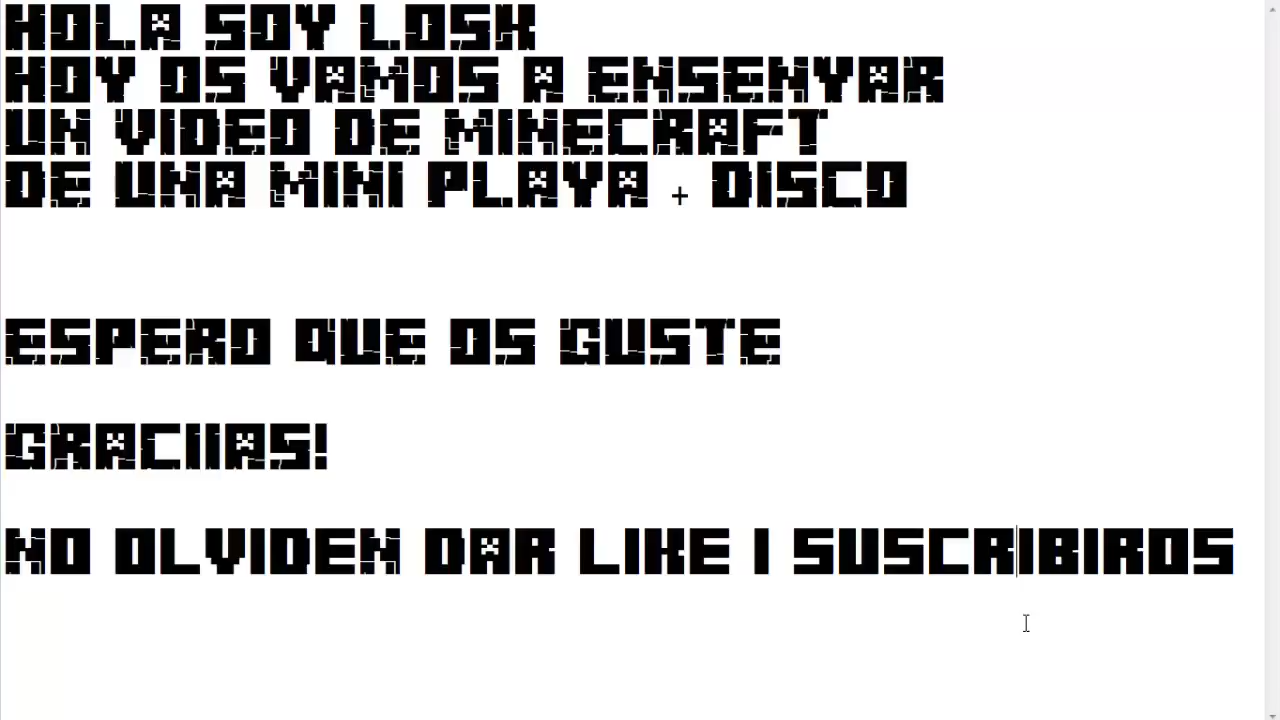 HOLA SOY LOSK
HOY OS VAMOS A ENSENYAR
UN VIDEO DE MINECRAFT
DE UNA MINI PLAYA + DISCO
ESPERO QUE OS GUSTE
GRACIIAS!
NO OLVIDEN DAR LIKE I SUSCRIBIROS